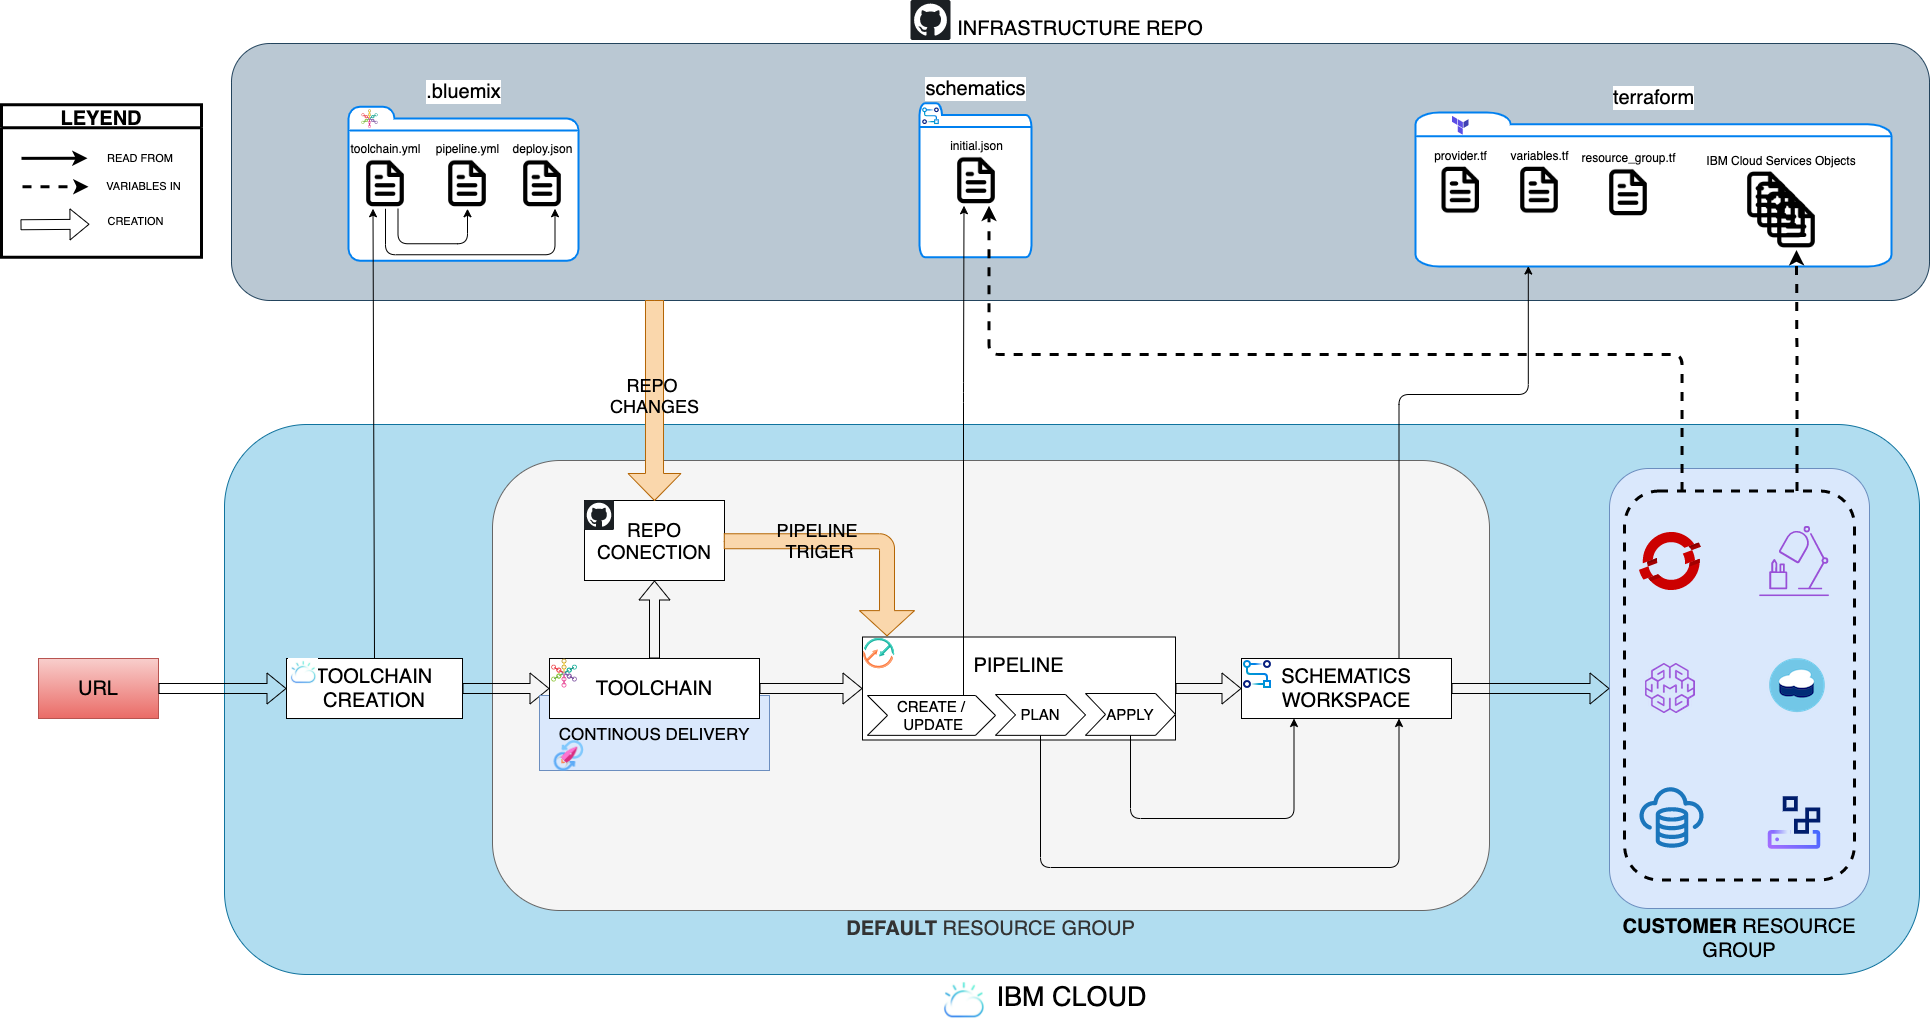 INFRASTRUCTURE REPO
LEYEND
READ FROM
VARIABLES IN
CREATION
.bluemix
toolchain.yml
pipeline.yml
deploy.json
schematics
initial.json
terraform
provider.tf
variables.tf
resource_group.tf
IBM Cloud Services Objects
REPO
CHANGES
REPO
CONECTION
PIPELINE
TRIGER
URL
TOOLCHAIN
CREATION
TOOLCHAIN
CONTINOUS DELIVERY
PIPELINE
CREATE /
UPDATE
PLAN
APPLY
SCHEMATICS
WORKSPACE
DEFAULT RESOURCE GROUP
CUSTOMER RESOURCE
GROUP
IBM CLOUD